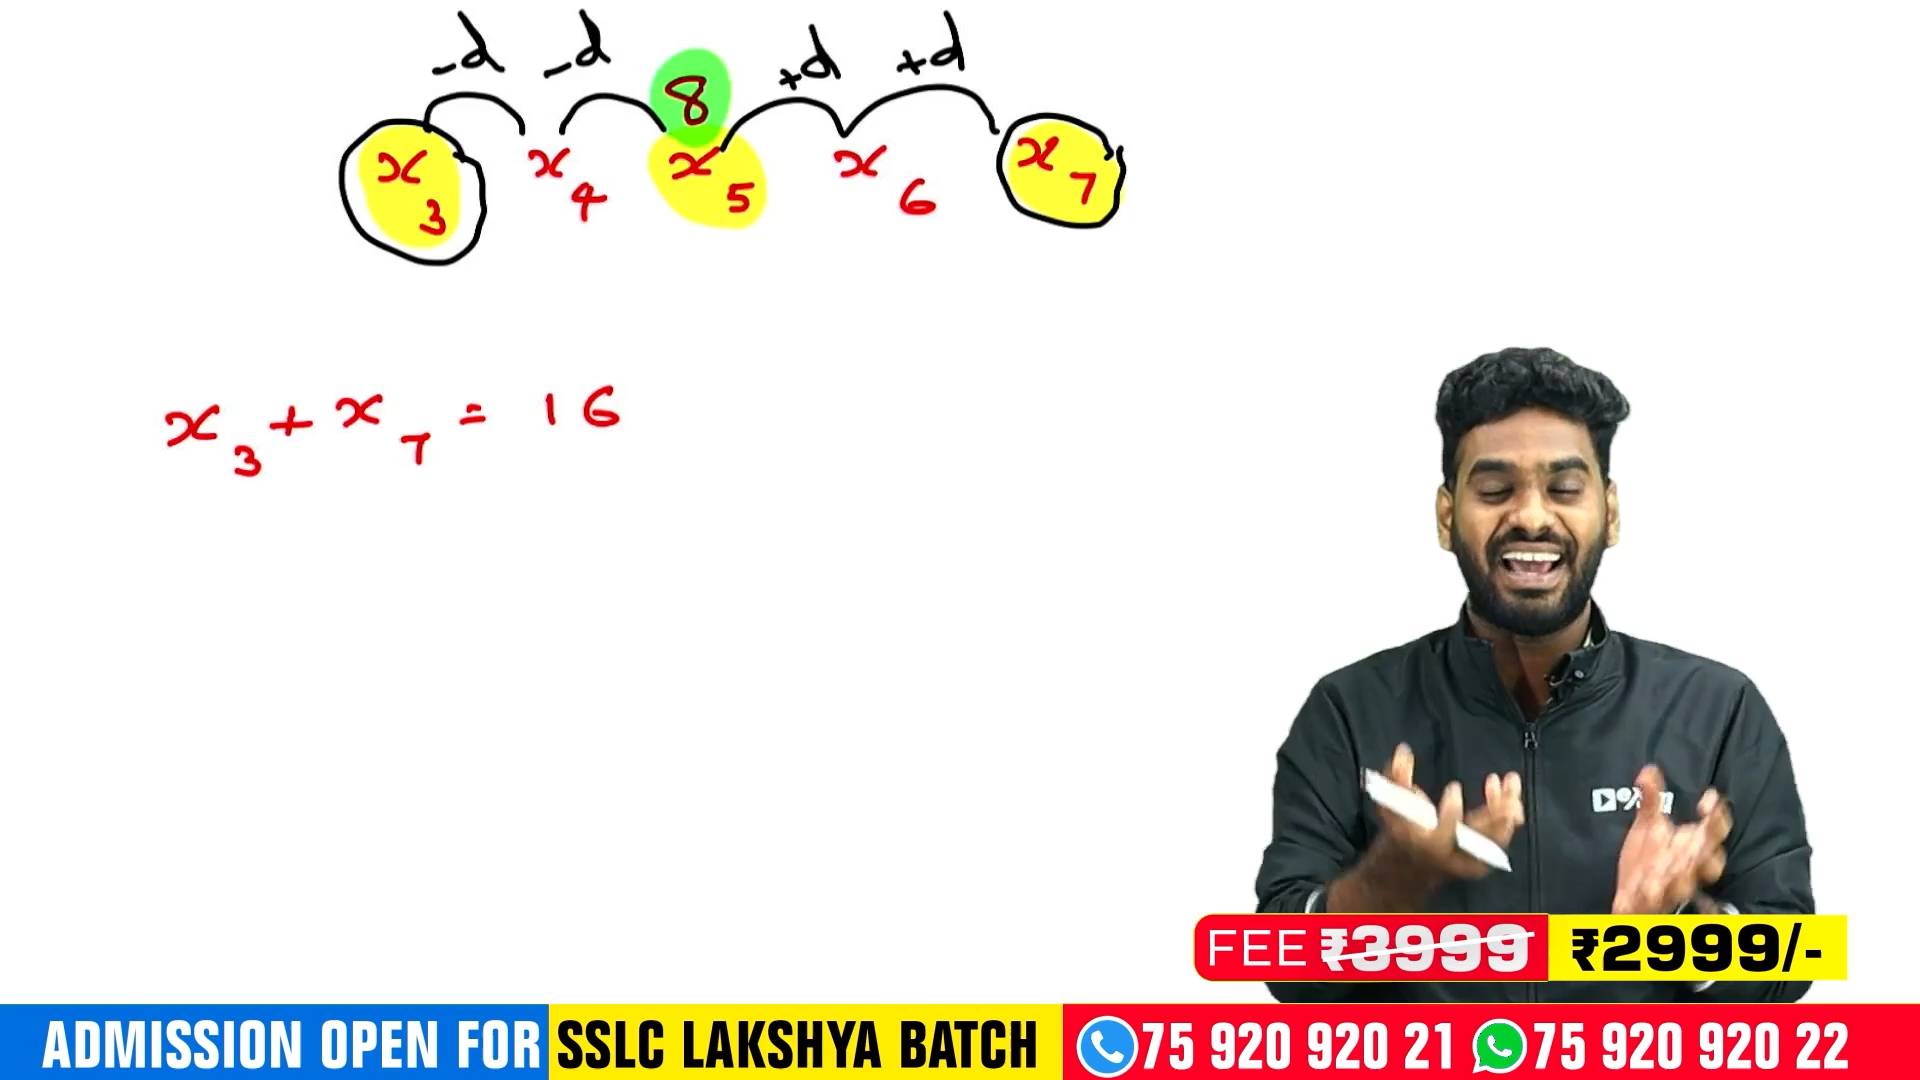 -d -d +d +d
8
x₃ x₄ x₅ x₆ x₇
x₃ + x₇ = 16
FEE ₹3999 ₹2999/-
ADMISSION OPEN FOR SSLC LAKSHYA BATCH 75 920 920 21 75 920 920 22